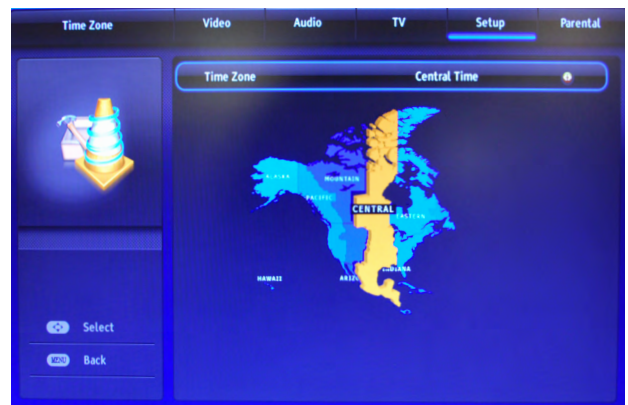 Time Zone
Video
Audio
TV
Setup
Parental
Time Zone
Central Time
ALASKA
MOUNTAIN
PACIFIC
CENTRAL
EASTERN
HAWAII
Select
MENU
Back